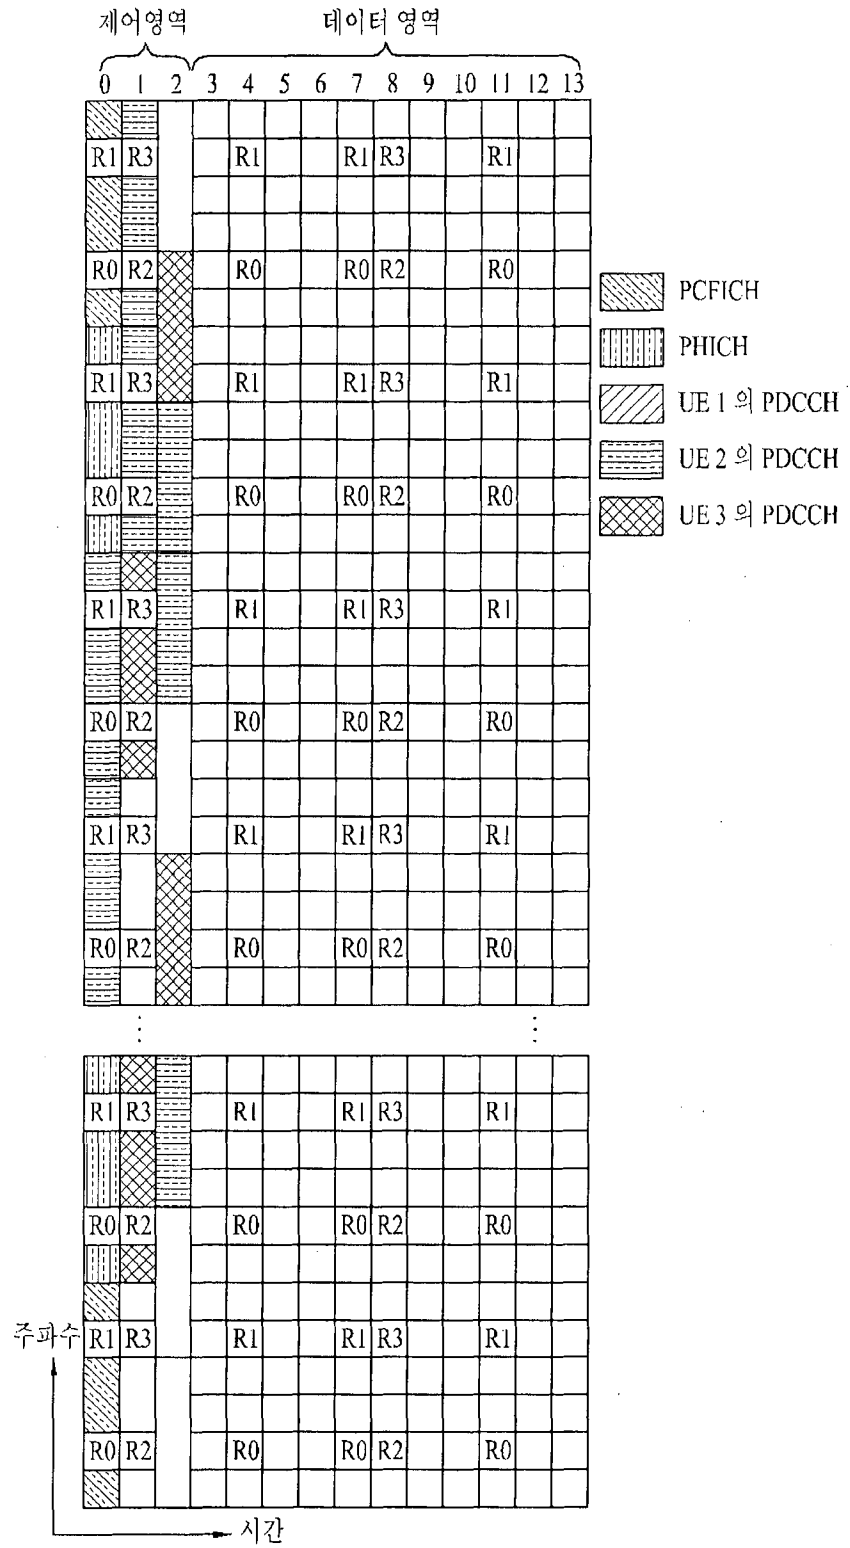 제어영역 데이터 영역
0 1 2 3 4 5 6 7 8 9 10 11 12 13
R1 R3 R1 R1 R3 R1
R0 R2 R0 R0 R2 R0
R1 R3 R1 R1 R3 R1
R0 R2 R0 R0 R2 R0
R1 R3 R1 R1 R3 R1
R0 R2 R0 R0 R2 R0
R1 R3 R1 R1 R3 R1
R0 R2 R0 R0 R2 R0
PCFICH
PHICH
UE 1 의 PDCCH
UE 2 의 PDCCH
UE 3 의 PDCCH
R1 R3 R1 R1 R3 R1
R0 R2 R0 R0 R2 R0
주파수 R1 R3 R1 R1 R3 R1
R0 R2 R0 R0 R2 R0
시간